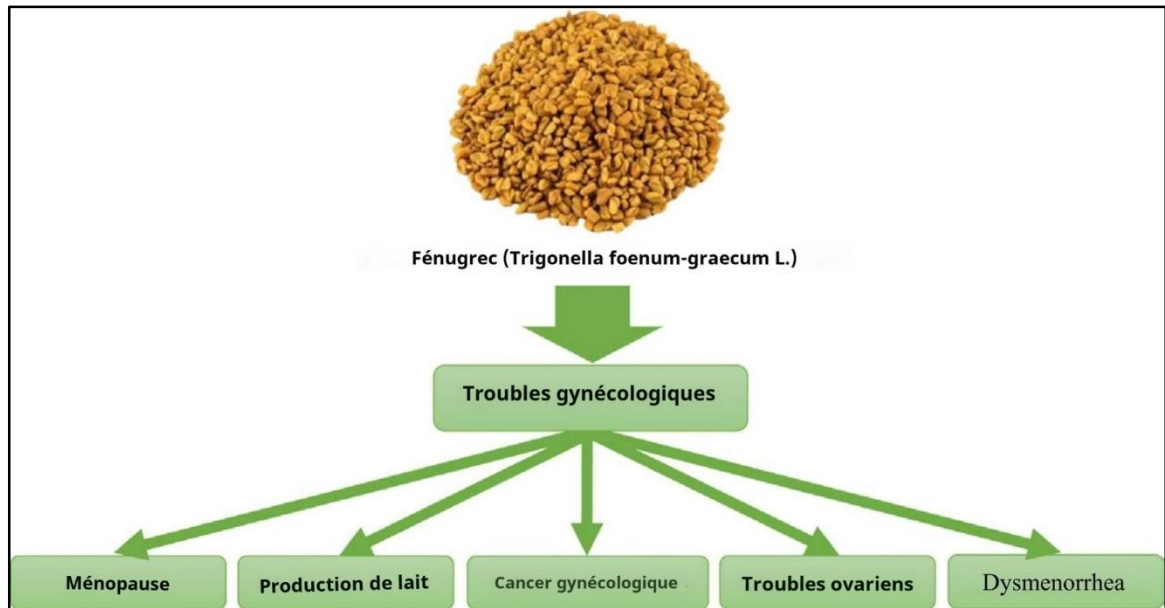 Fénugrec (Trigonella foenum-graecum L.)
Troubles gynécologiques
Ménopause
Production de lait
Cancer gynécologique
Troubles ovariens
Dysmenorrhea